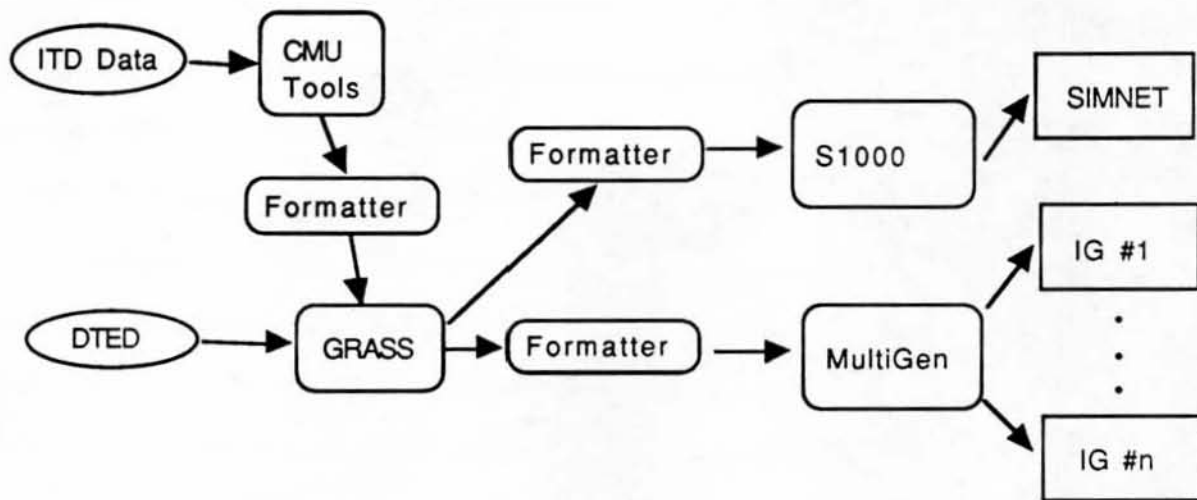 ITD Data
CMU
Tools
SIMNET
Formatter
S1000
Formatter
IG #1
DTED
GRASS
Formatter
MultiGen
IG #n